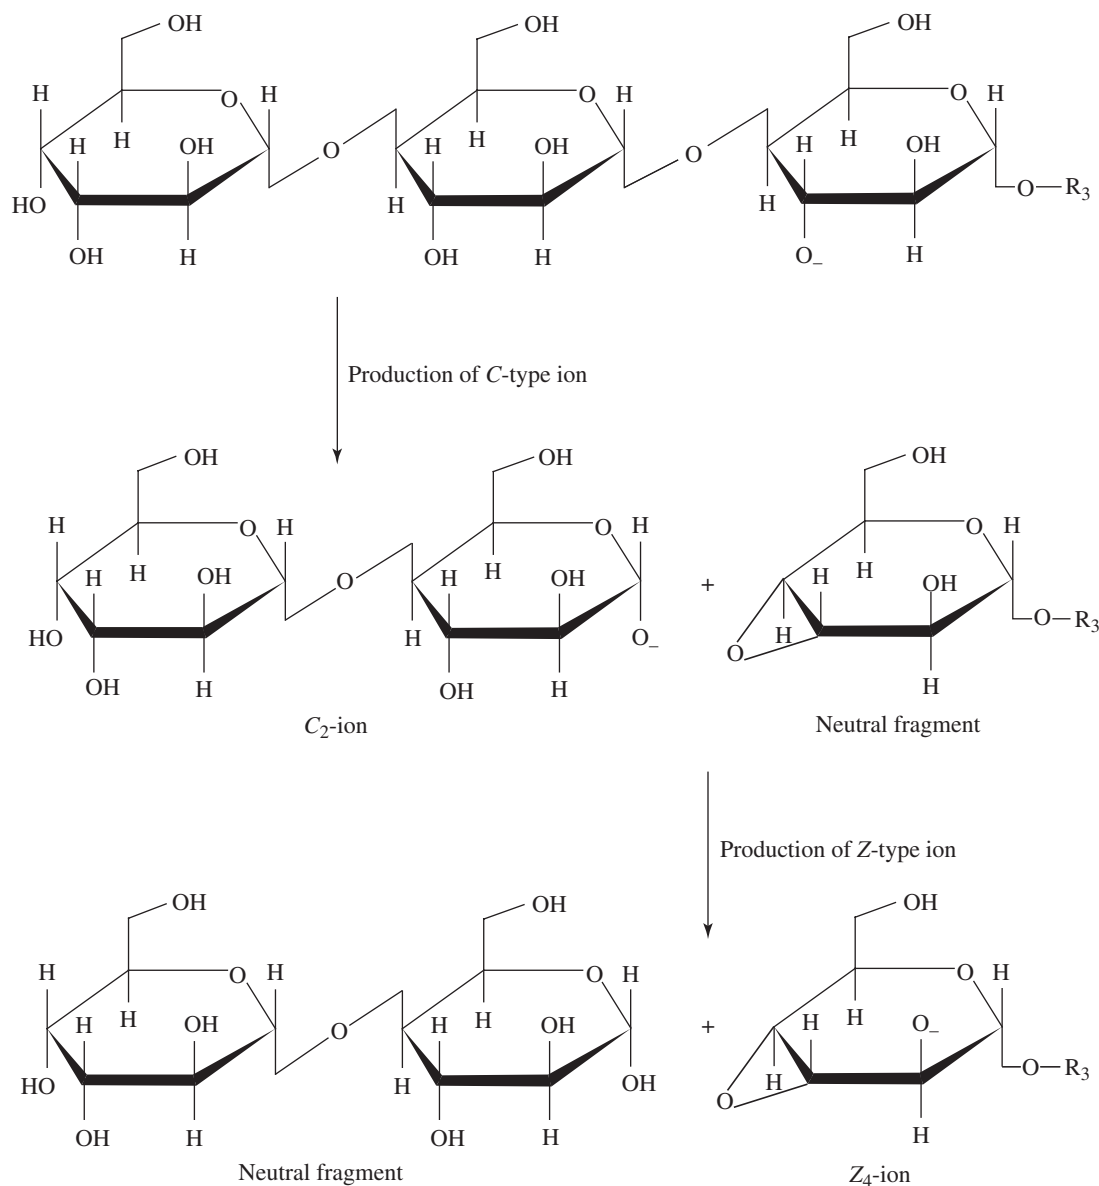 OH OH OH
H O H O H O H
H H OH O H H OH O H H OH
HO H H O—R3
OH H OH H O– H
Production of C-type ion
OH OH OH
H O H O H O H
H H OH O H H OH + H H OH
HO H O– O H O—R3
OH H OH H H
C2-ion Neutral fragment
Production of Z-type ion
OH OH OH
H O H O H O H
H H OH O H H OH + H H O–
HO H OH O H O—R3
OH H OH H H
Neutral fragment Z4-ion